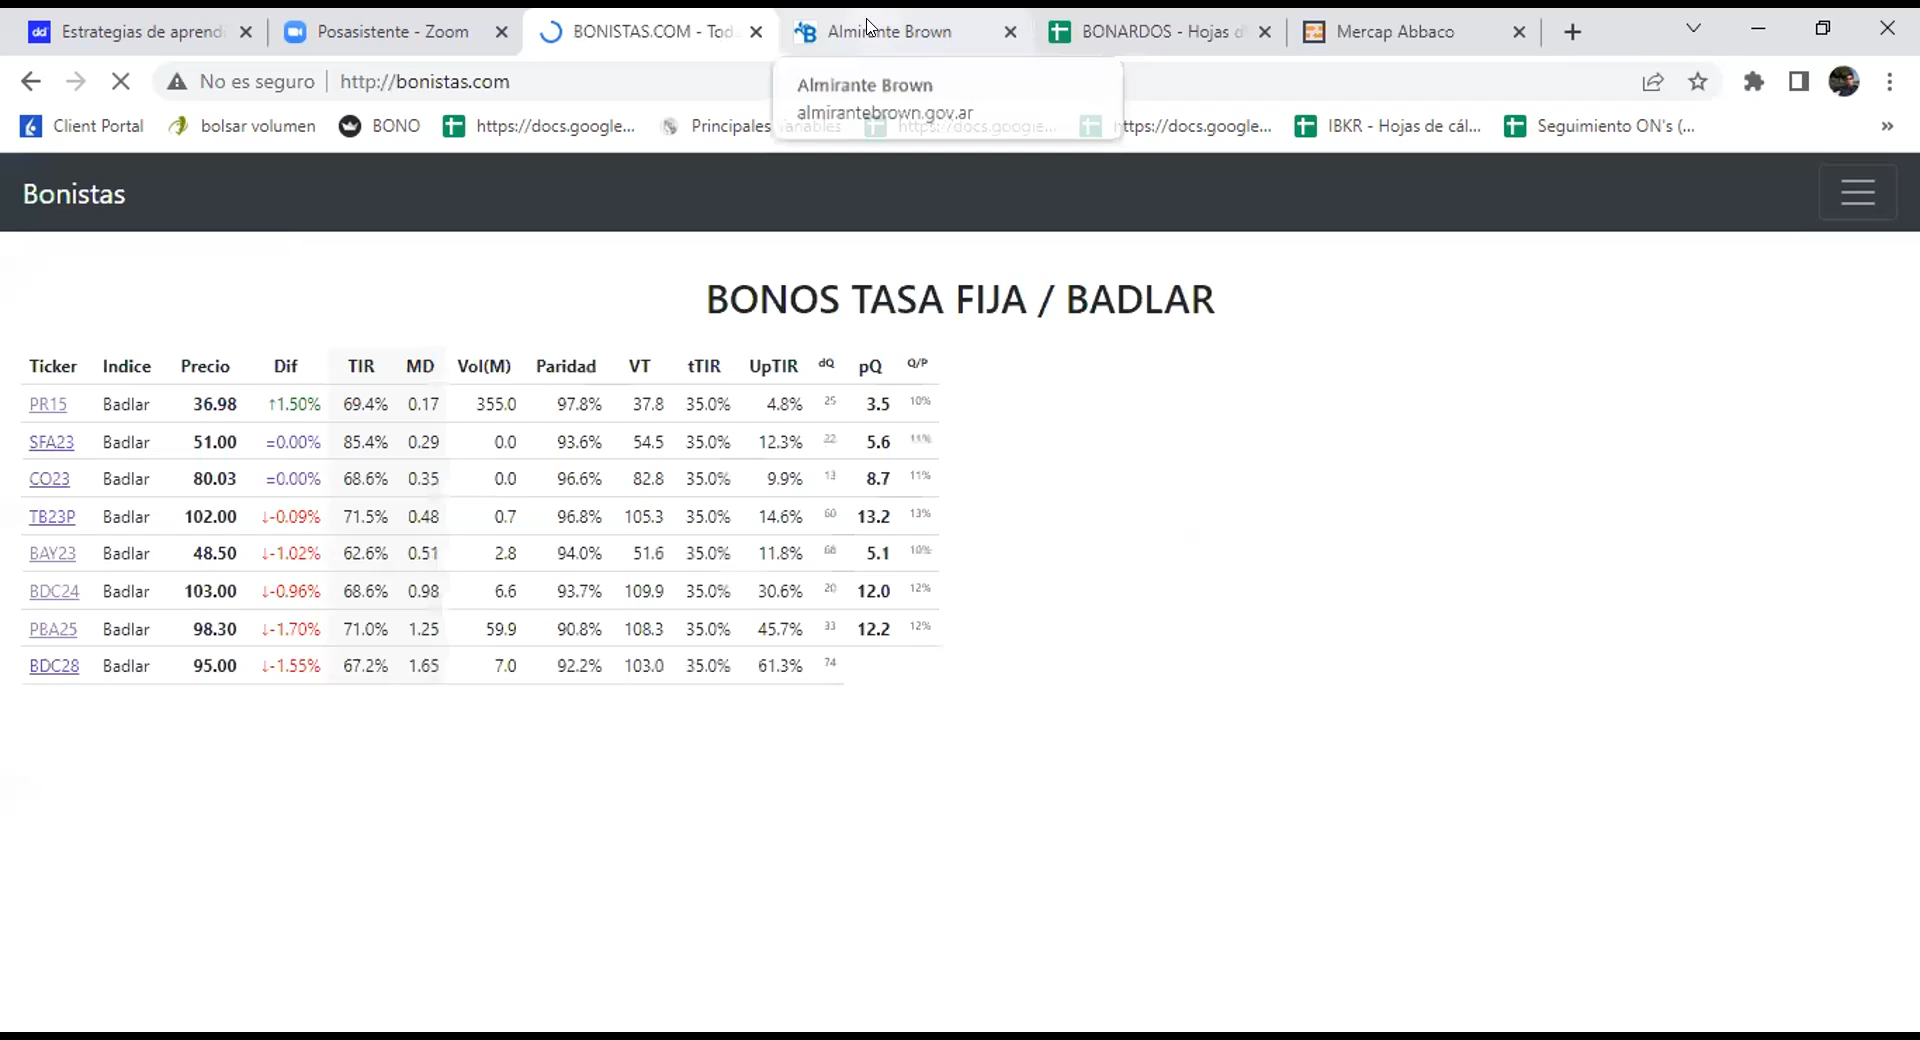 Estrategias de aprend
Posasistente - Zoom
BONISTAS.COM - Tod
Almirante Brown
BONARDOS - Hojas d
Mercap Abbaco
No es seguro
http://bonistas.com
Almirante Brown
almirantebrown.gov.ar
Client Portal
bolsar volumen
BONO
https://docs.google...
Principales Variables
https://docs.google...
https://docs.google...
IBKR - Hojas de cál...
Seguimiento ON's (...
»
Bonistas
BONOS TASA FIJA / BADLAR
Ticker Indice Precio Dif TIR MD Vol(M) Paridad VT tTIR UpTIR dQ pQ Q/P
PR15 Badlar 36.98 ↑1.50% 69.4% 0.17 355.0 97.8% 37.8 35.0% 4.8% 25 3.5 10%
SFA23 Badlar 51.00 =0.00% 85.4% 0.29 0.0 93.6% 54.5 35.0% 12.3% 22 5.6 11%
CO23 Badlar 80.03 =0.00% 68.6% 0.35 0.0 96.6% 82.8 35.0% 9.9% 13 8.7 11%
TB23P Badlar 102.00 ↓-0.09% 71.5% 0.48 0.7 96.8% 105.3 35.0% 14.6% 60 13.2 13%
BAY23 Badlar 48.50 ↓-1.02% 62.6% 0.51 2.8 94.0% 51.6 35.0% 11.8% 5.1 10%
BDC24 Badlar 103.00 ↓-0.96% 68.6% 0.98 6.6 93.7% 109.9 35.0% 30.6% 20 12.0 12%
PBA25 Badlar 98.30 ↓-1.70% 71.0% 1.25 59.9 90.8% 108.3 35.0% 45.7% 33 12.2 12%
BDC28 Badlar 95.00 ↓-1.55% 67.2% 1.65 7.0 92.2% 103.0 35.0% 61.3% 74